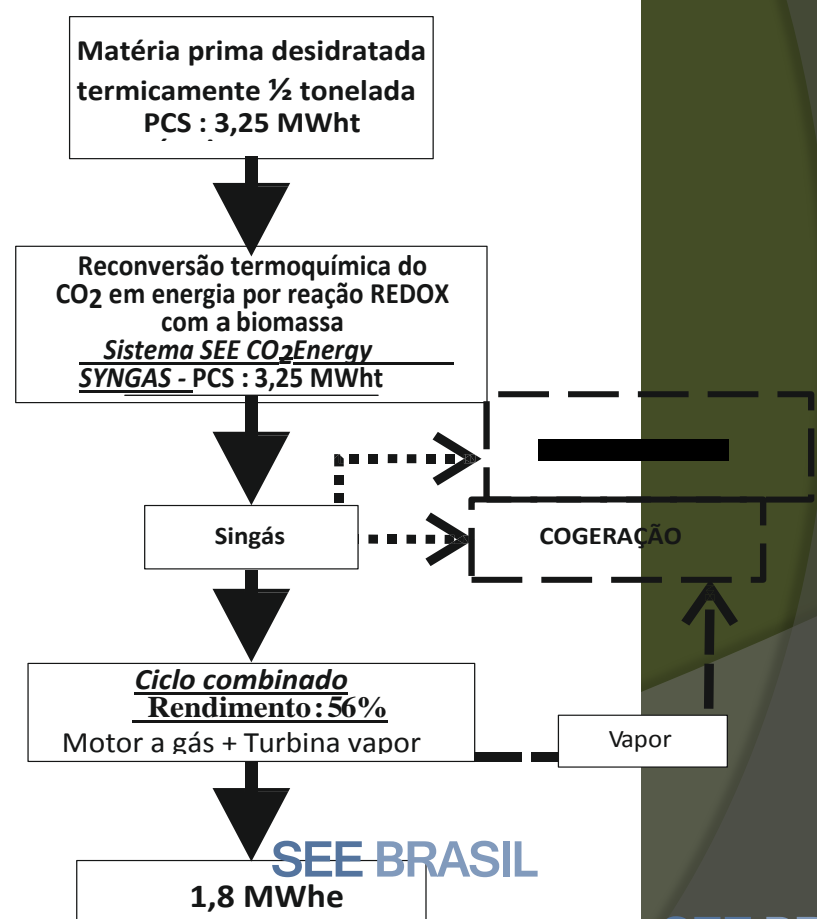 Matéria prima desidratada
termicamente ½ tonelada
PCS : 3,25 MWht
Reconversão termoquímica do
CO2 em energia por reação REDOX
com a biomassa
Sistema SEE CO2Energy
SYNGAS - PCS : 3,25 MWht
Singás
COGERAÇÃO
Ciclo combinado
Rendimento : 56%
Motor a gás + Turbina vapor
Vapor
SEE BRASIL
1,8 MWhe